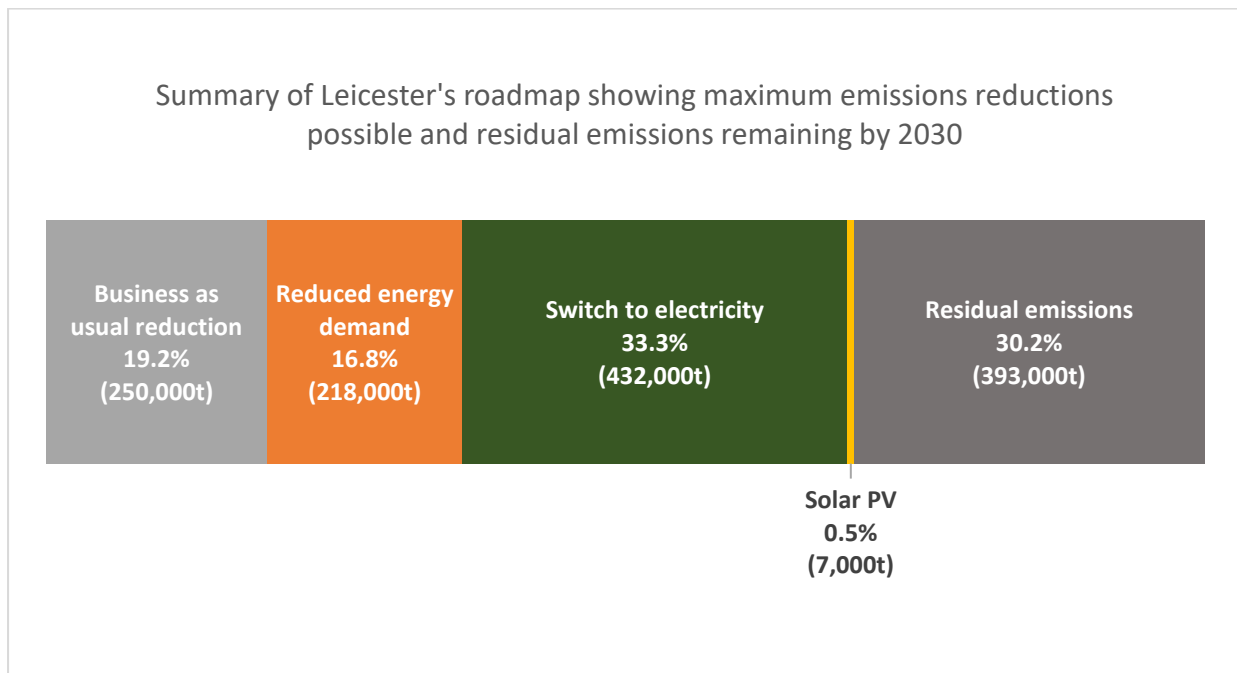 Summary of Leicester's roadmap showing maximum emissions reductions
possible and residual emissions remaining by 2030
Business as
usual reduction
19.2%
(250,000t)
Reduced energy
demand
16.8%
(218,000t)
Switch to electricity
33.3%
(432,000t)
Solar PV
0.5%
(7,000t)
Residual emissions
30.2%
(393,000t)